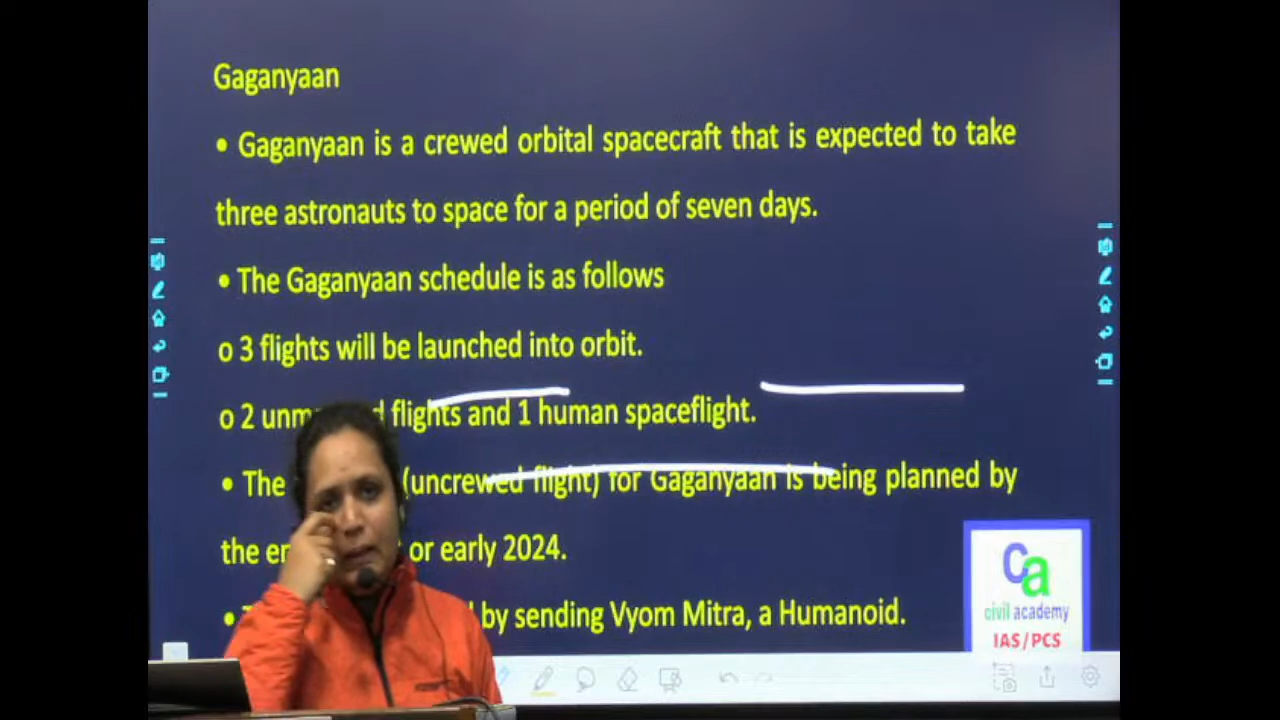 Gaganyaan
• Gaganyaan is a crewed orbital spacecraft that is expected to take
three astronauts to space for a period of seven days.
• The Gaganyaan schedule is as follows
o 3 flights will be launched into orbit.
o 2 flights and 1 human spaceflight.
• The (uncrewed flight) for Gaganyaan is being planned by
the or early 2024.
• by sending Vyom Mitra, a Humanoid.
ca
civil academy
IAS/PCS